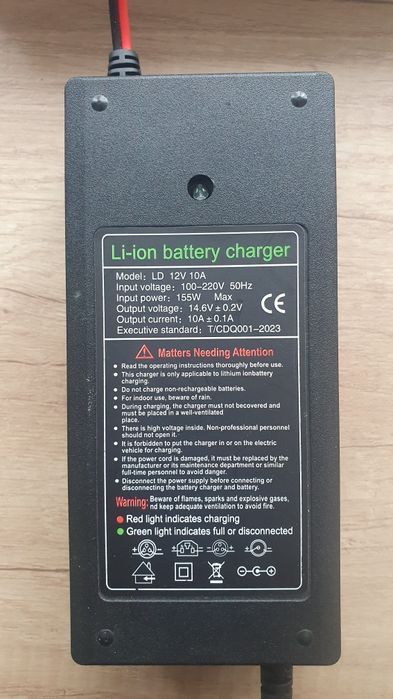 Li-ion battery charger
Model: LD 12V 10A
Input voltage: 100-220V 50Hz
Input power: 155W Max
Output voltage: 14.6V±0.2V
Output current: 10A±0.1A
Executive standard: T/CDQ001-2023
CE
Matters Needing Attention
Read the operating instructions thoroughly before use.
This charger is only applicable to lithium ionbattery
charging.
Do not charge non-rechargeable batteries.
For indoor use, beware of rain.
During charging, the charger must not becovered and
must be placed in a well-ventilated
place.
There is high voltage inside. Non-professional personnel
should not open it.
It is forbidden to put the charger in or on the electric
vehicle for charging.
If the power cord is damaged, it must be replaced by the
manufacturer or its maintenance department or similar
full-time personnel to avoid danger.
Disconnect the power supply before connecting or
disconnecting the battery charger and battery.
Warning: Beware of flames, sparks and explosive gases,
nd keep adequate ventilation to avoid fire.
Red light indicates charging
Green light indicates full or disconnected